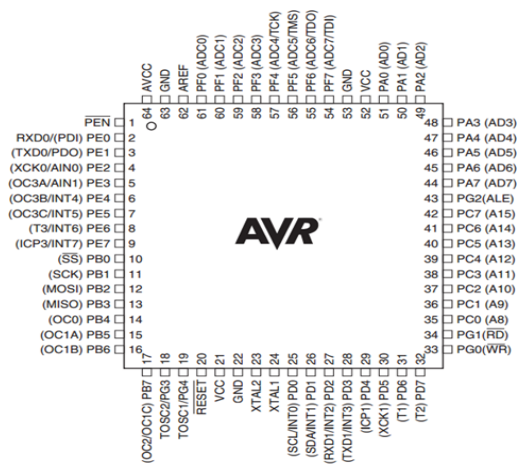 AVCC
GND
AREF
PF0 (ADC0)
PF1 (ADC1)
PF2 (ADC2)
PF3 (ADC3)
PF4 (ADC4/TCK)
PF5 (ADC5/TMS)
PF6 (ADC6/TDO)
PF7 (ADC7/TDI)
GND
VCC
PA0 (AD0)
PA1 (AD1)
PA2 (AD2)
64
63
62
61
60
59
58
57
56
55
54
53
52
51
50
49
PEN 1
RXD0/(PDI) PE0 2
(TXD0/PDO) PE1 3
(XCK0/AIN0) PE2 4
(OC3A/AIN1) PE3 5
(OC3B/INT4) PE4 6
(OC3C/INT5) PE5 7
(T3/INT6) PE6 8
(ICP3/INT7) PE7 9
(SS) PB0 10
(SCK) PB1 11
(MOSI) PB2 12
(MISO) PB3 13
(OC0) PB4 14
(OC1A) PB5 15
(OC1B) PB6 16
AVR
48 PA3 (AD3)
47 PA4 (AD4)
46 PA5 (AD5)
45 PA6 (AD6)
44 PA7 (AD7)
43 PG2(ALE)
42 PC7 (A15)
41 PC6 (A14)
40 PC5 (A13)
39 PC4 (A12)
38 PC3 (A11)
37 PC2 (A10)
36 PC1 (A9)
35 PC0 (A8)
34 PG1(RD)
33 PG0(WR)
17
18
19
20
21
22
23
24
25
26
27
28
29
30
31
32
(OC2/OC1C) PB7
TOSC2/PG3
TOSC1/PG4
RESET
VCC
GND
XTAL2
XTAL1
(SCL/INT0) PD0
(SDA/INT1) PD1
(RXD1/INT2) PD2
(TXD1/INT3) PD3
(ICP1) PD4
(XCK1) PD5
(T1) PD6
(T2) PD7